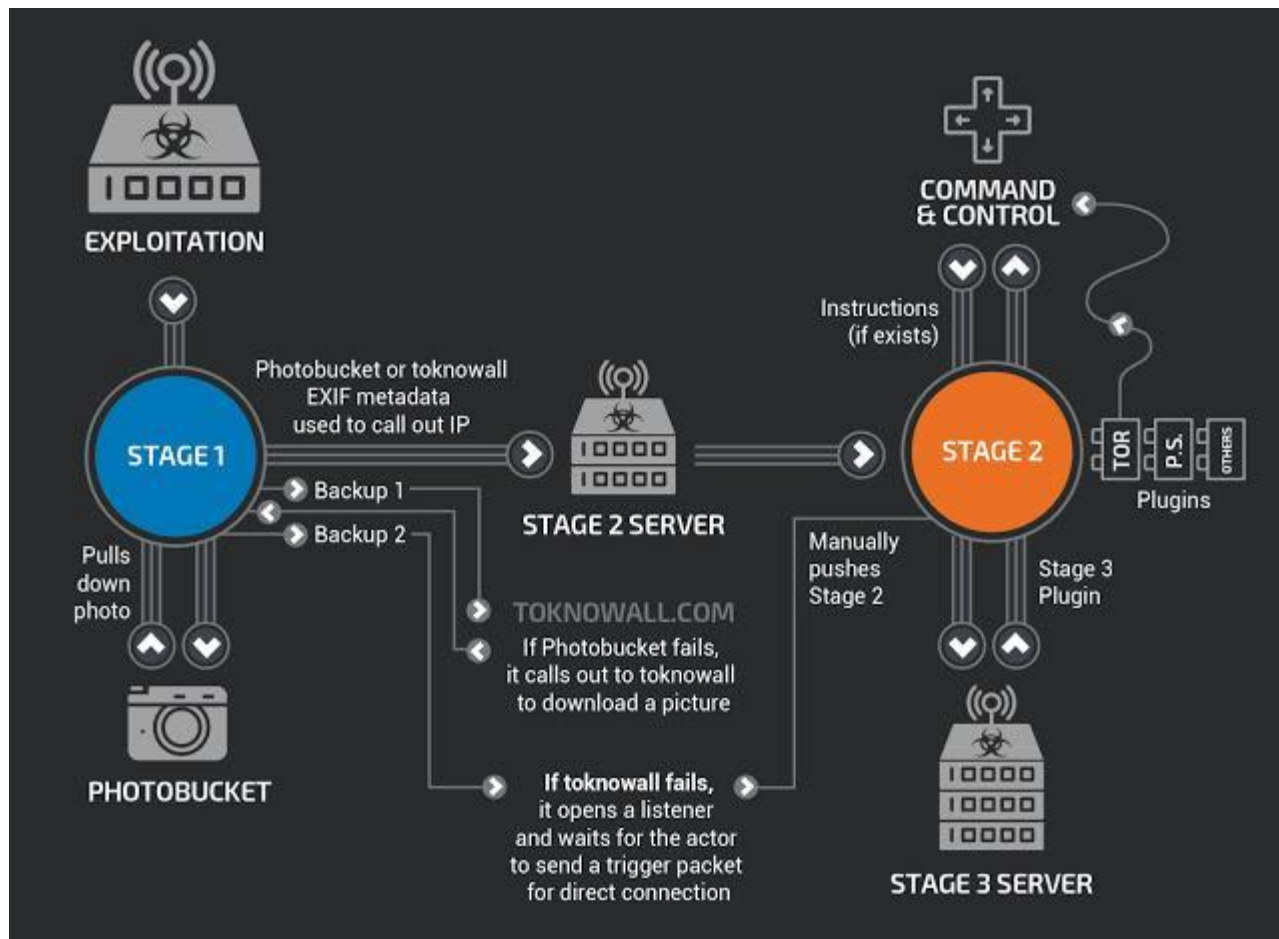 EXPLOITATION
COMMAND
& CONTROL
Instructions
(if exists)
Photobucket or toknowall
EXIF metadata
used to call out IP
STAGE 1
STAGE 2
TOR
P.S.
OTHERS
Plugins
Backup 1
Backup 2
STAGE 2 SERVER
Pulls
down
photo
Manually
pushes
Stage 2
Stage 3
Plugin
TOKNOWALL.COM
If Photobucket fails,
it calls out to toknowall
to download a picture
PHOTOBUCKET
If toknowall fails,
it opens a listener
and waits for the actor
to send a trigger packet
for direct connection
STAGE 3 SERVER